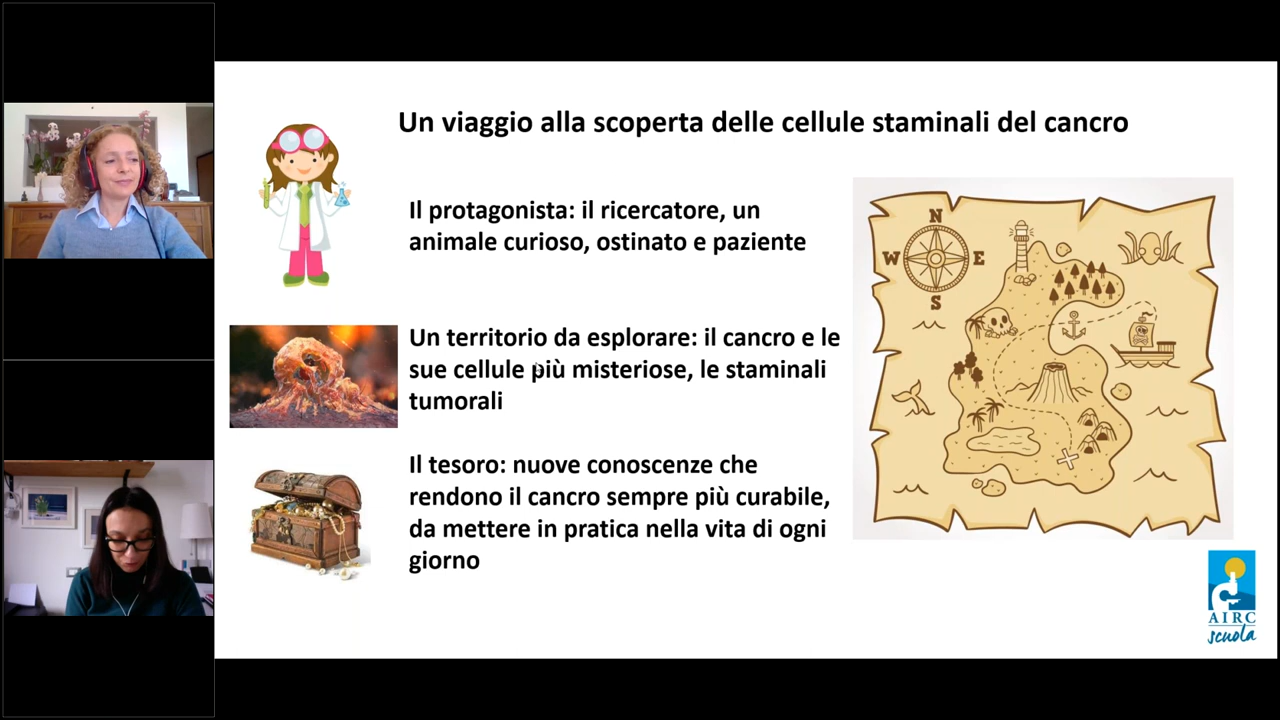 Un viaggio alla scoperta delle cellule staminali del cancro
Il protagonista: il ricercatore, un
animale curioso, ostinato e paziente
Un territorio da esplorare: il cancro e le
sue cellule più misteriose, le staminali
tumorali
Il tesoro: nuove conoscenze che
rendono il cancro sempre più curabile,
da mettere in pratica nella vita di ogni
giorno
N
W E
S
AIRC
scuola